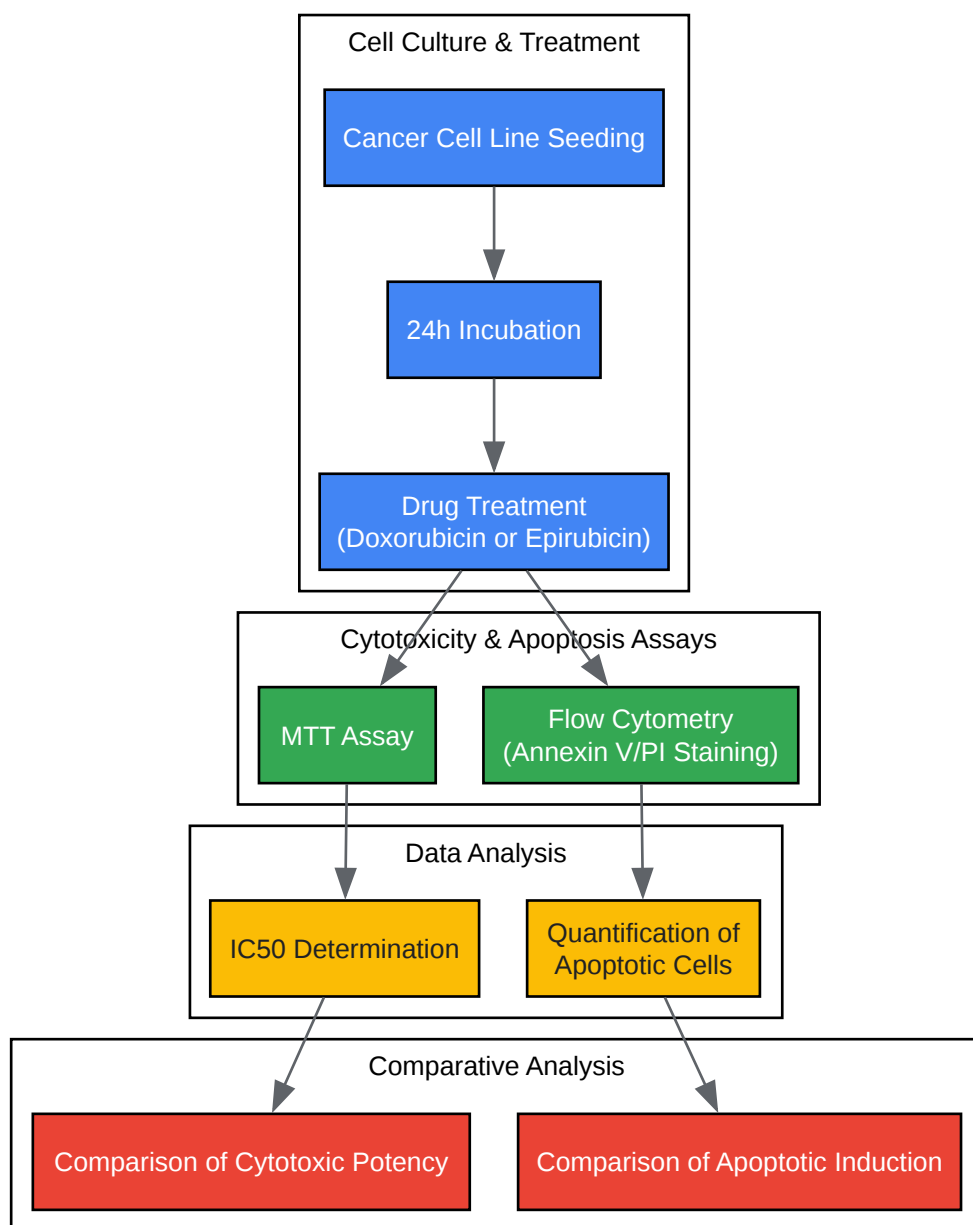 Cell Culture & Treatment
Cancer Cell Line Seeding
24h Incubation
Drug Treatment
(Doxorubicin or Epirubicin)
Cytotoxicity & Apoptosis Assays
MTT Assay
Flow Cytometry
(Annexin V/PI Staining)
Data Analysis
IC50 Determination
Quantification of
Apoptotic Cells
Comparative Analysis
Comparison of Cytotoxic Potency
Comparison of Apoptotic Induction